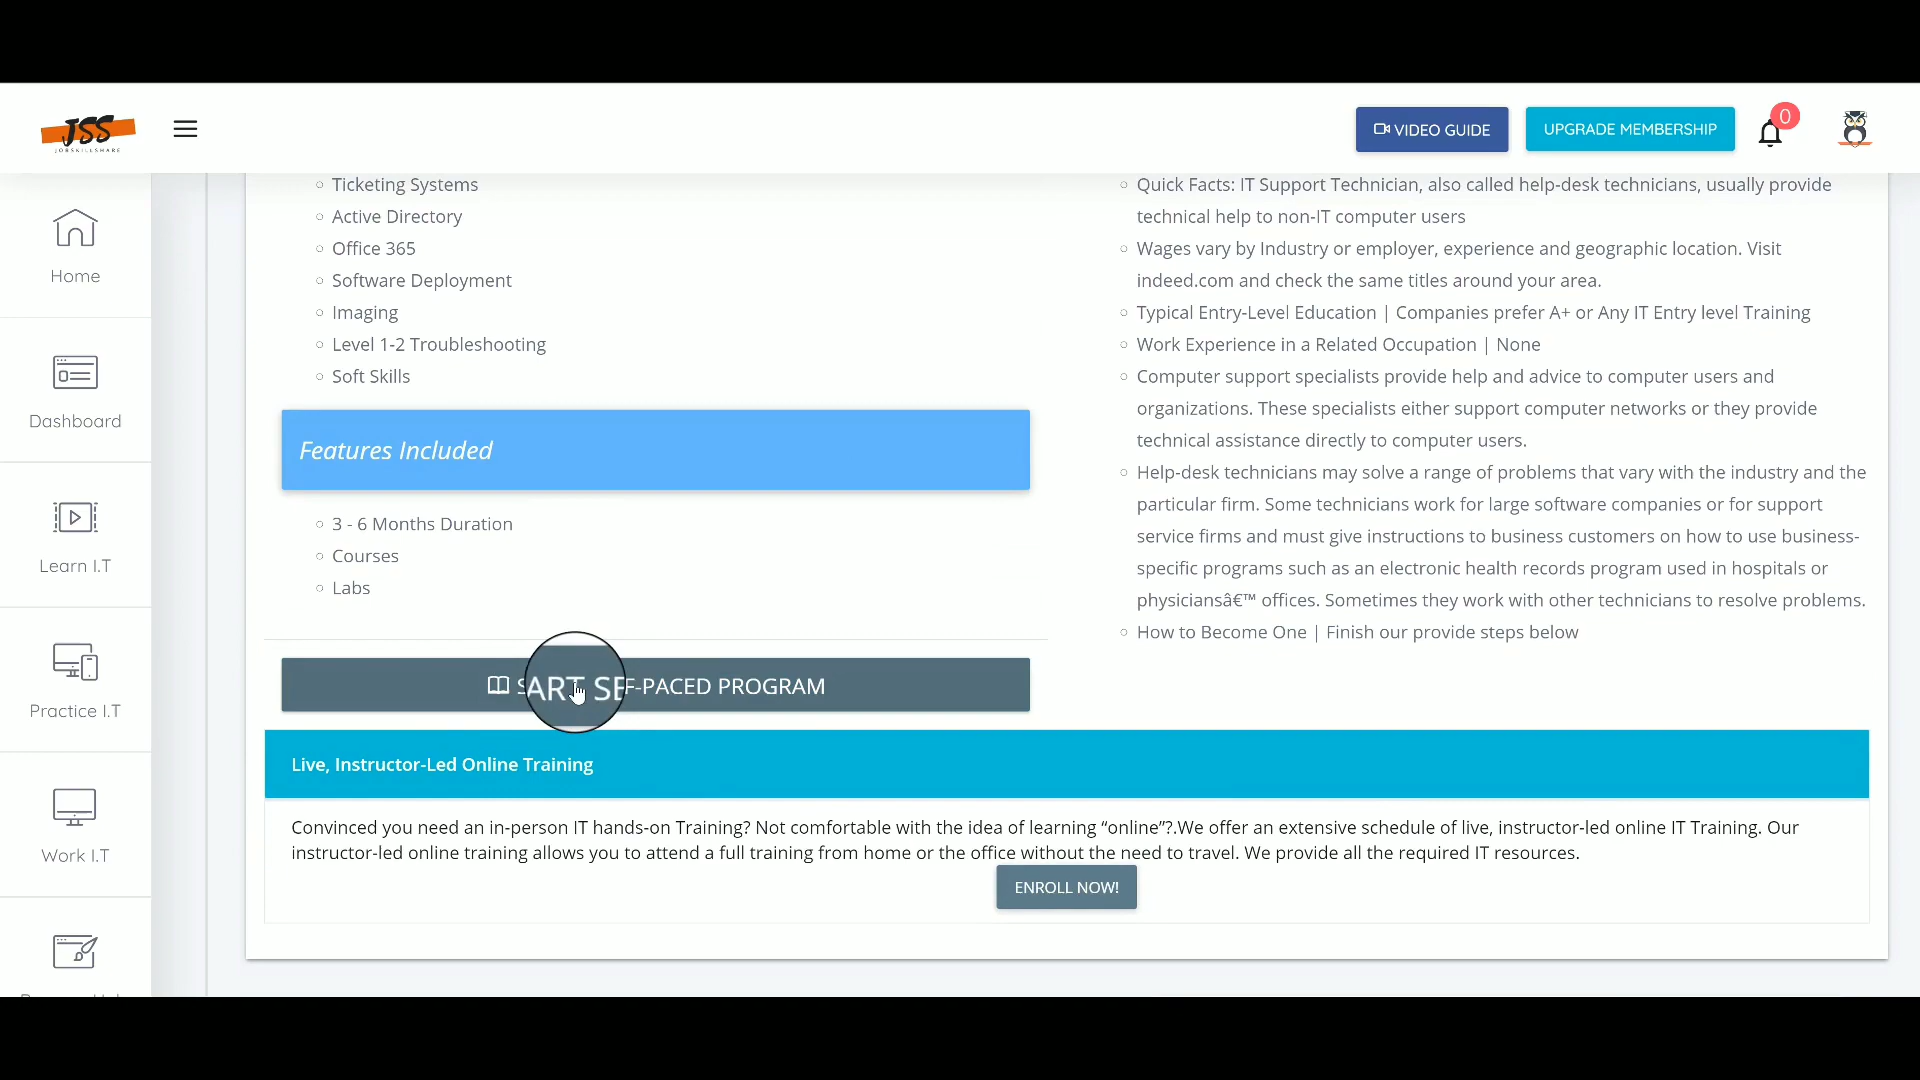 JSS
JOBSKILLSHARE
VIDEO GUIDE
UPGRADE MEMBERSHIP
0
Home
Dashboard
Learn I.T
Practice I.T
Work I.T
Ticketing Systems
Active Directory
Office 365
Software Deployment
Imaging
Level 1-2 Troubleshooting
Soft Skills
Features Included
3 - 6 Months Duration
Courses
Labs
START SELF-PACED PROGRAM
Quick Facts: IT Support Technician, also called help-desk technicians, usually provide
technical help to non-IT computer users
Wages vary by Industry or employer, experience and geographic location. Visit
indeed.com and check the same titles around your area.
Typical Entry-Level Education | Companies prefer A+ or Any IT Entry level Training
Work Experience in a Related Occupation | None
Computer support specialists provide help and advice to computer users and
organizations. These specialists either support computer networks or they provide
technical assistance directly to computer users.
Help-desk technicians may solve a range of problems that vary with the industry and the
particular firm. Some technicians work for large software companies or for support
service firms and must give instructions to business customers on how to use business-
specific programs such as an electronic health records program used in hospitals or
physiciansâ€™ offices. Sometimes they work with other technicians to resolve problems.
How to Become One | Finish our provide steps below
Live, Instructor-Led Online Training
Convinced you need an in-person IT hands-on Training? Not comfortable with the idea of learning “online”?.We offer an extensive schedule of live, instructor-led online IT Training. Our
instructor-led online training allows you to attend a full training from home or the office without the need to travel. We provide all the required IT resources.
ENROLL NOW!